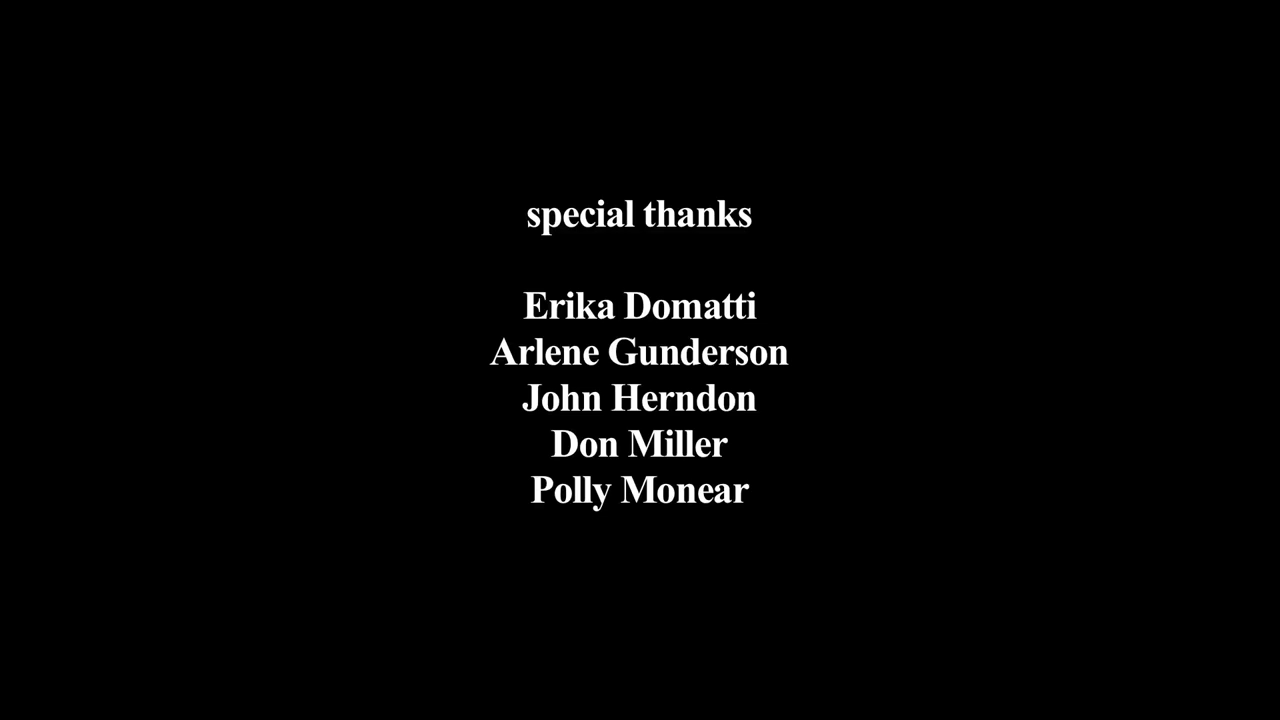 special thanks
Erika Domatti
Arlene Gunderson
John Herndon
Don Miller
Polly Monear